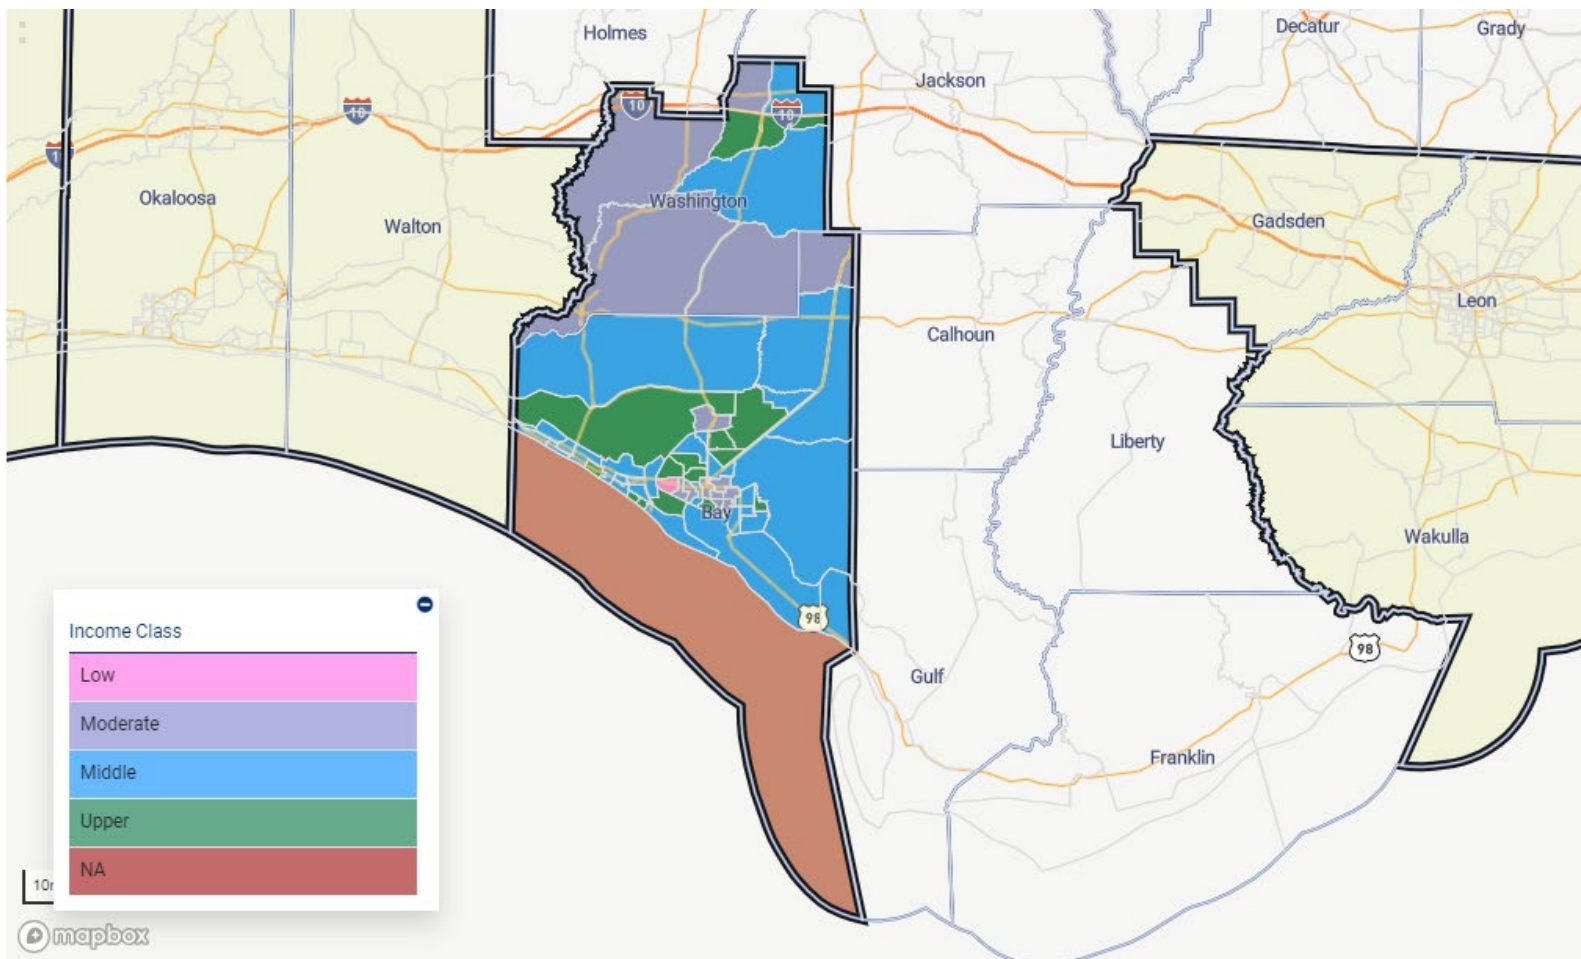 Holmes
Decatur
Grady
Jackson
10
10
10
Okaloosa
Walton
Washington
Gadsden
Leon
Calhoun
Liberty
Bay
Wakulla
98
98
Gulf
Franklin
Income Class
Low
Moderate
Middle
Upper
NA
mapbox